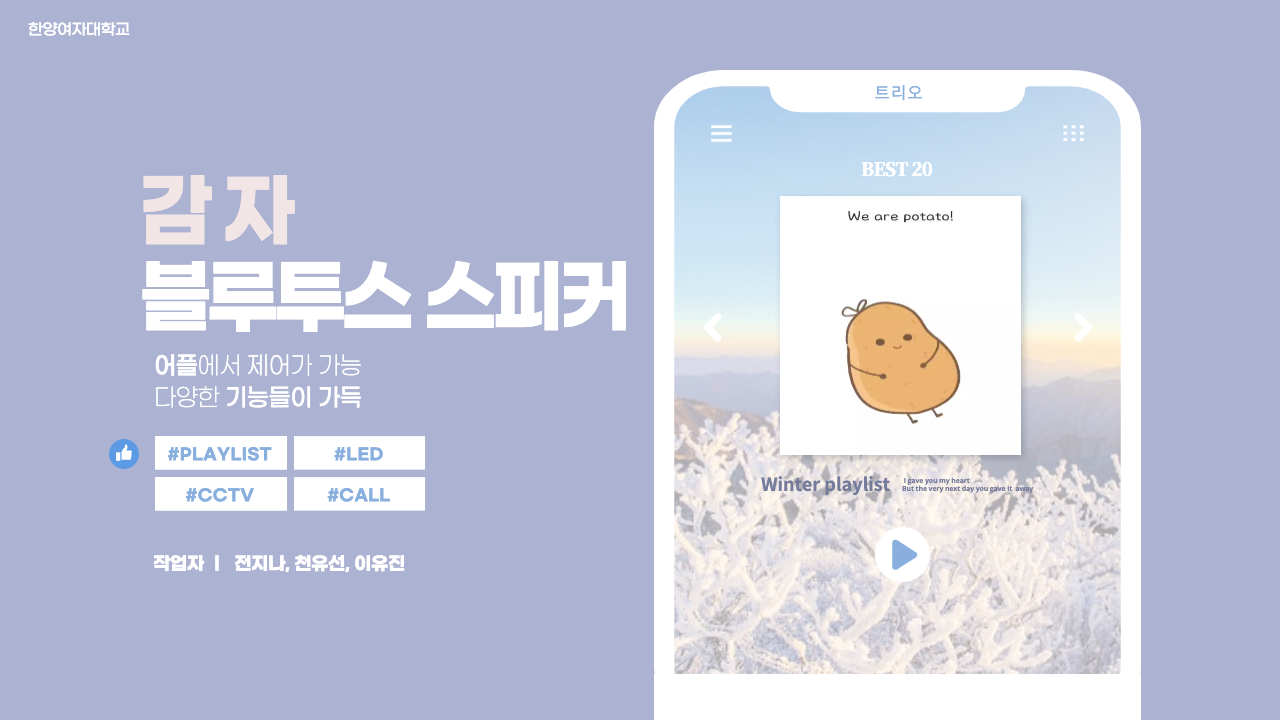 한양여자대학교
감자
블루투스 스피커
어플에서 제어가 가능
다양한 기능들이 가득
#PLAYLIST
#LED
#CCTV
#CALL
작업자 | 전지나, 천유선, 이유진
트리오
BEST 20
We are potato!
Winter playlist
I gave you my heart
But the very next day you gave it away